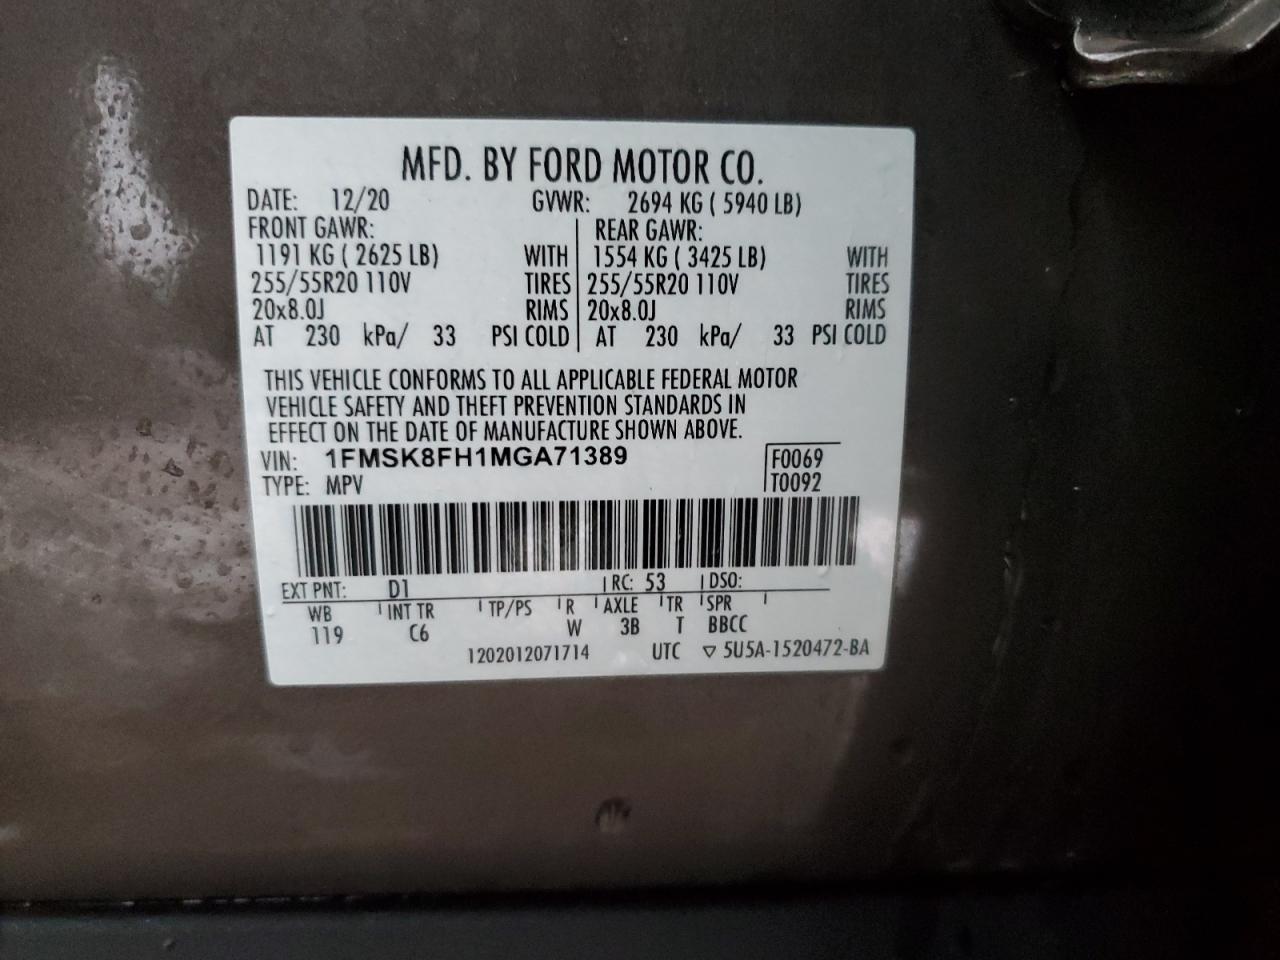 MFD. BY FORD MOTOR CO.
DATE: 12/20 GVWR: 2694 KG ( 5940 LB)
FRONT GAWR: REAR GAWR:
1191 KG ( 2625 LB) WITH 1554 KG ( 3425 LB) WITH
255/55R20 110V TIRES 255/55R20 110V TIRES
20x8.0J RIMS 20x8.0J RIMS
AT 230 kPa/ 33 PSI COLD AT 230 kPa/ 33 PSI COLD
THIS VEHICLE CONFORMS TO ALL APPLICABLE FEDERAL MOTOR
VEHICLE SAFETY AND THEFT PREVENTION STANDARDS IN
EFFECT ON THE DATE OF MANUFACTURE SHOWN ABOVE.
VIN: 1FMSK8FH1MGA71389 F0069
TYPE: MPV T0092
EXT PNT: D1 RC: 53 DSO:
WB INT TR TP/PS R AXLE TR SPR
119 C6 W 3B T BBCC
1202012071714 UTC ▽ 5U5A-1520472-BA